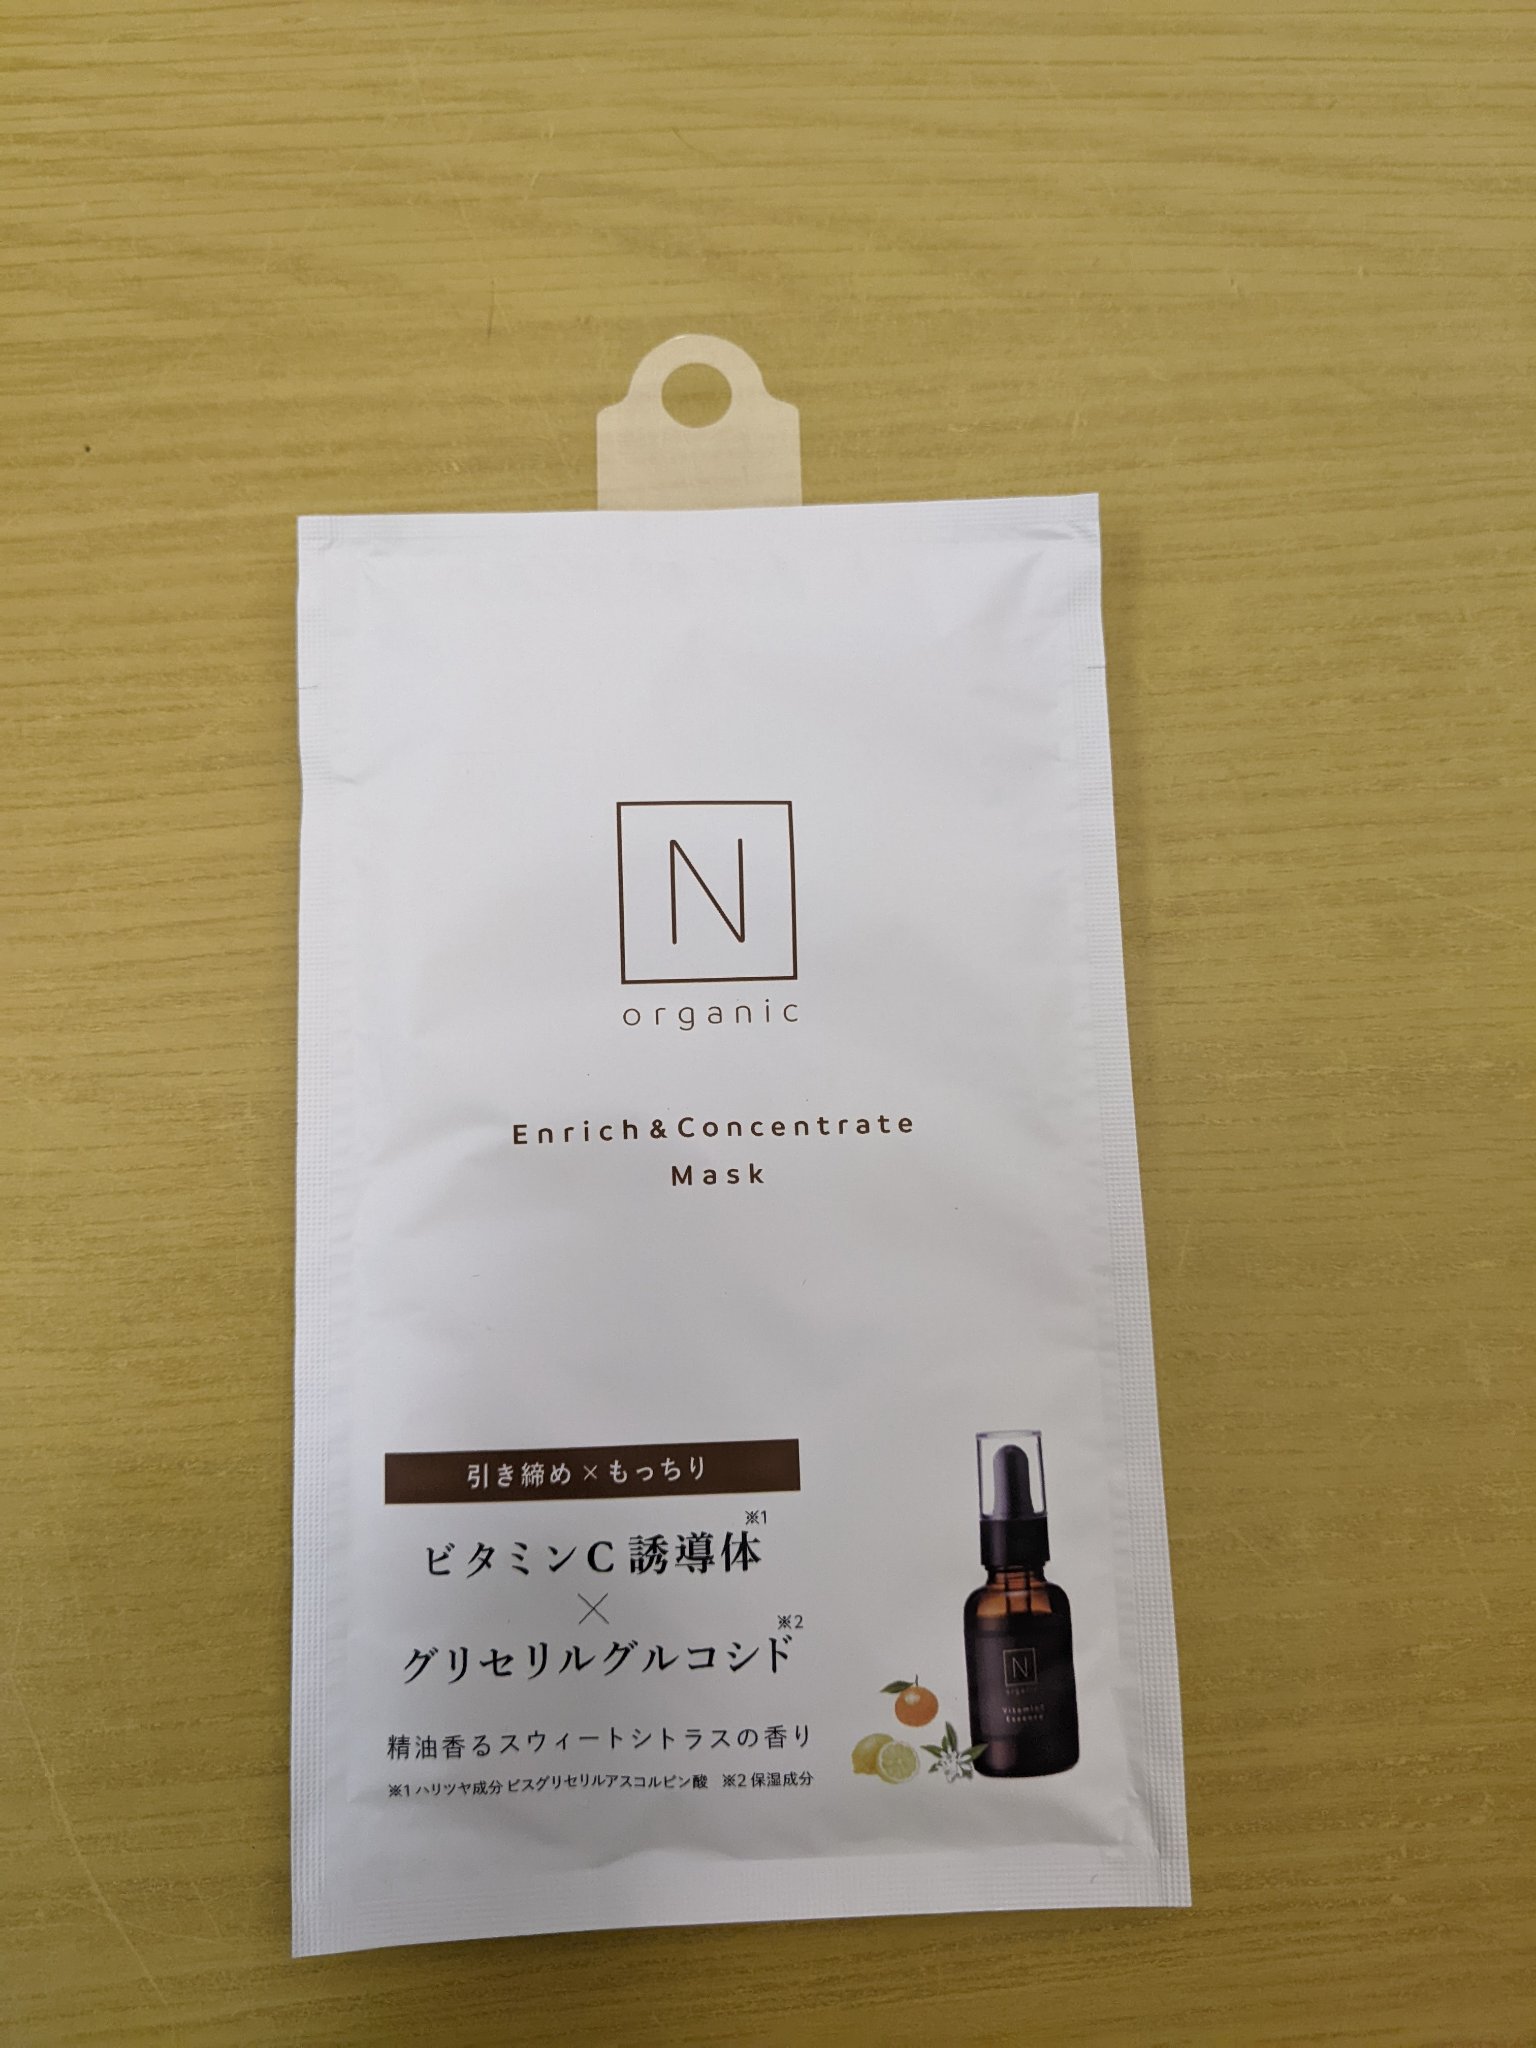 N
organic
Enrich&Concentrate
Mask
引き締め×もっちり
ビタミンC誘導体※1
×
グリセリルグルコシド※2
精油香るスウィートシトラスの香り
※1 ハリツヤ成分 ビスグリセリルアスコルビン酸 ※2 保湿成分
N
organic
Vitamint
Essence